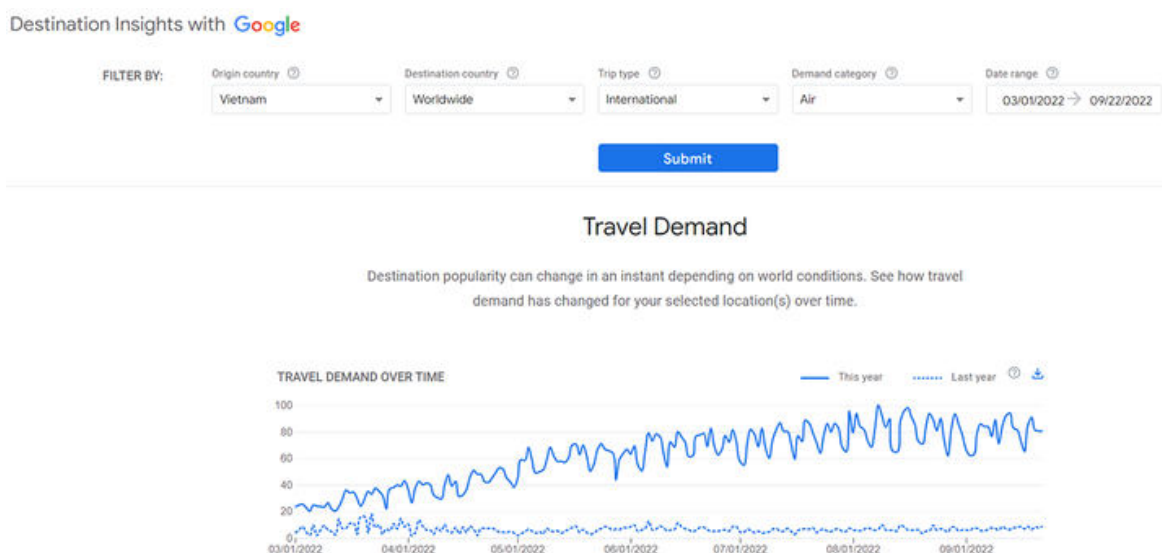 Destination Insights with Google
FILTER BY:
Origin country
Vietnam
Destination country
Worldwide
Trip type
International
Demand category
Air
Date range
03/01/2022 → 09/22/2022
Submit
Travel Demand
Destination popularity can change in an instant depending on world conditions. See how travel
demand has changed for your selected location(s) over time.
TRAVEL DEMAND OVER TIME
This year
Last year
100
80
60
40
20
0
03/01/2022 04/01/2022 05/01/2022 06/01/2022 07/01/2022 08/01/2022 09/01/2022